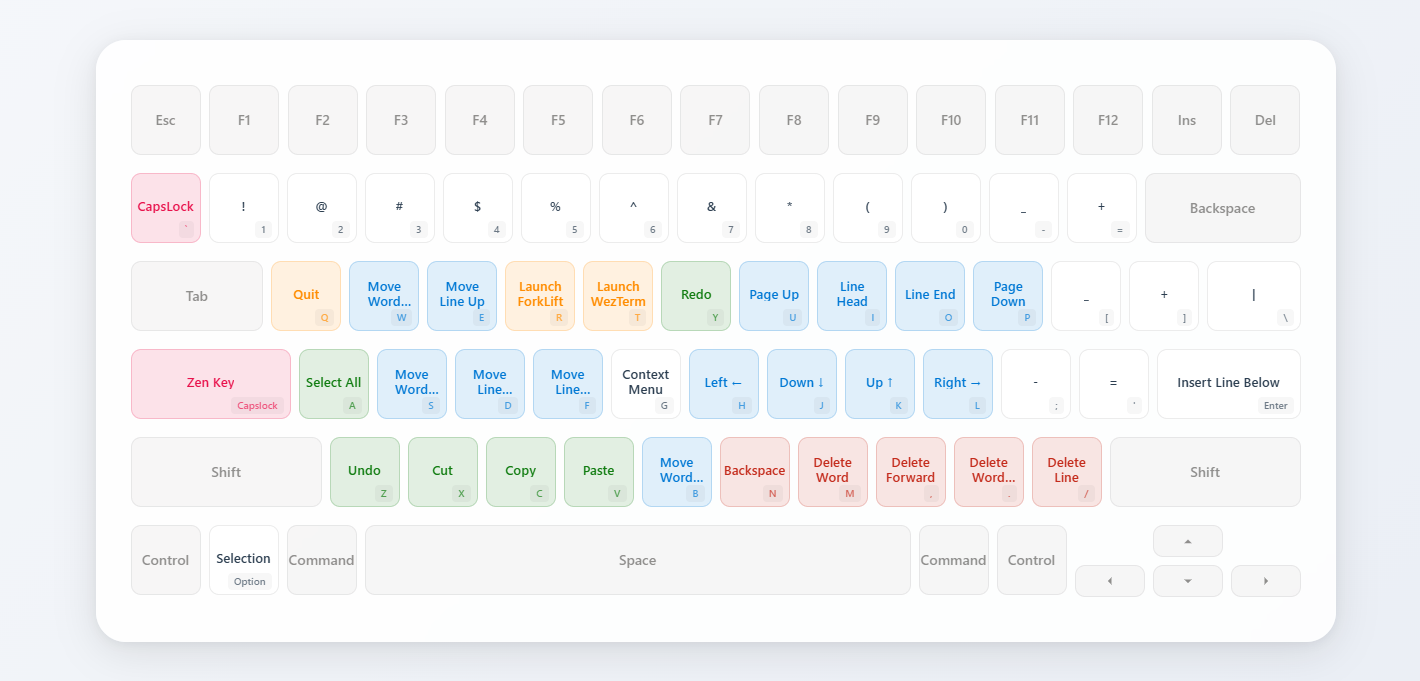 Esc F1 F2 F3 F4 F5 F6 F7 F8 F9 F10 F11 F12 Ins Del
CapsLock ! @ # $ % ^ & * ( ) _ + Backspace
` 1 2 3 4 5 6 7 8 9 0 - =
Tab Quit Move Word... Move Line Up Launch ForkLift Launch WezTerm Redo Page Up Line Head Line End Page Down _ + |
Q W E R T Y U I O P [ ] \
Zen Key Select All Move Word... Move Line... Move Line... Context Menu Left ← Down ↓ Up ↑ Right → - = Insert Line Below
Capslock A S D F G H J K L ; ' Enter
Shift Undo Cut Copy Paste Move Word... Backspace Delete Word Delete Forward Delete Word... Delete Line Shift
Z X C V B N M , . /
Control Selection Command Space Command Control
Option